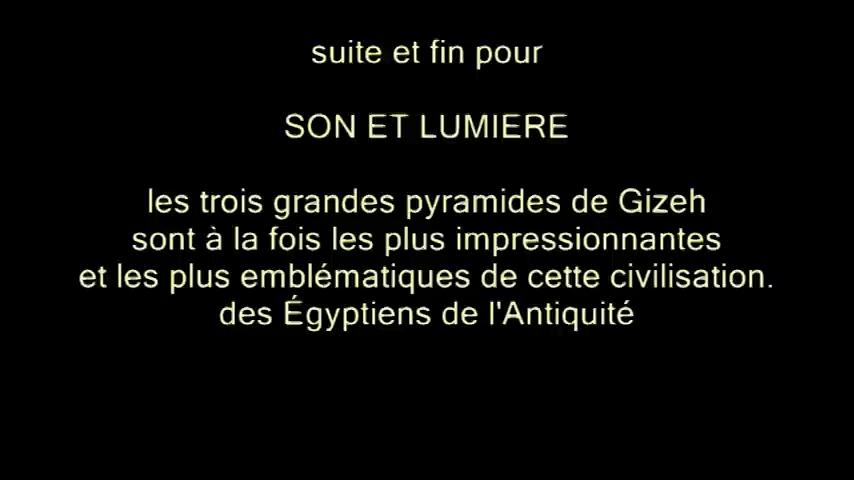 suite et fin pour
SON ET LUMIERE
les trois grandes pyramides de Gizeh
sont à la fois les plus impressionnantes
et les plus emblématiques de cette civilisation.
des Égyptiens de l'Antiquité